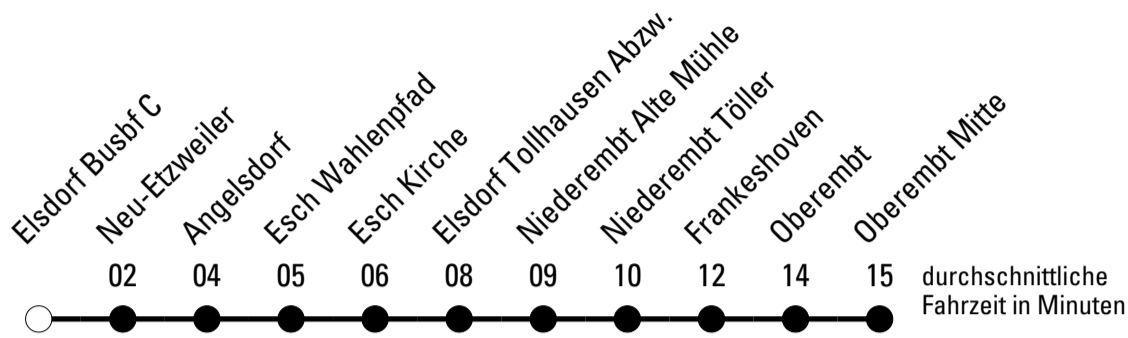 Elsdorf Busbf C
Neu-Etzweiler
Angelsdorf
Esch Wahlenpfad
Esch Kirche
Elsdorf Tollhausen Abzw.
Niederembt Alte Mühle
Niederembt Töller
Frankeshoven
Oberembt
Oberembt Mitte
02 04 05 06 08 09 10 12 14 15
durchschnittliche
Fahrzeit in Minuten